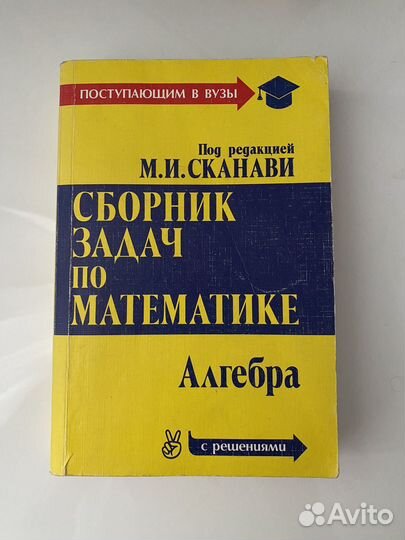 ПОСТУПАЮЩИМ В ВУЗЫ
Под редакцией
М.И.СКАНАВИ
СБОРНИК
ЗАДАЧ
ПО
МАТЕМАТИКЕ
Алгебра
с решениями
Avito